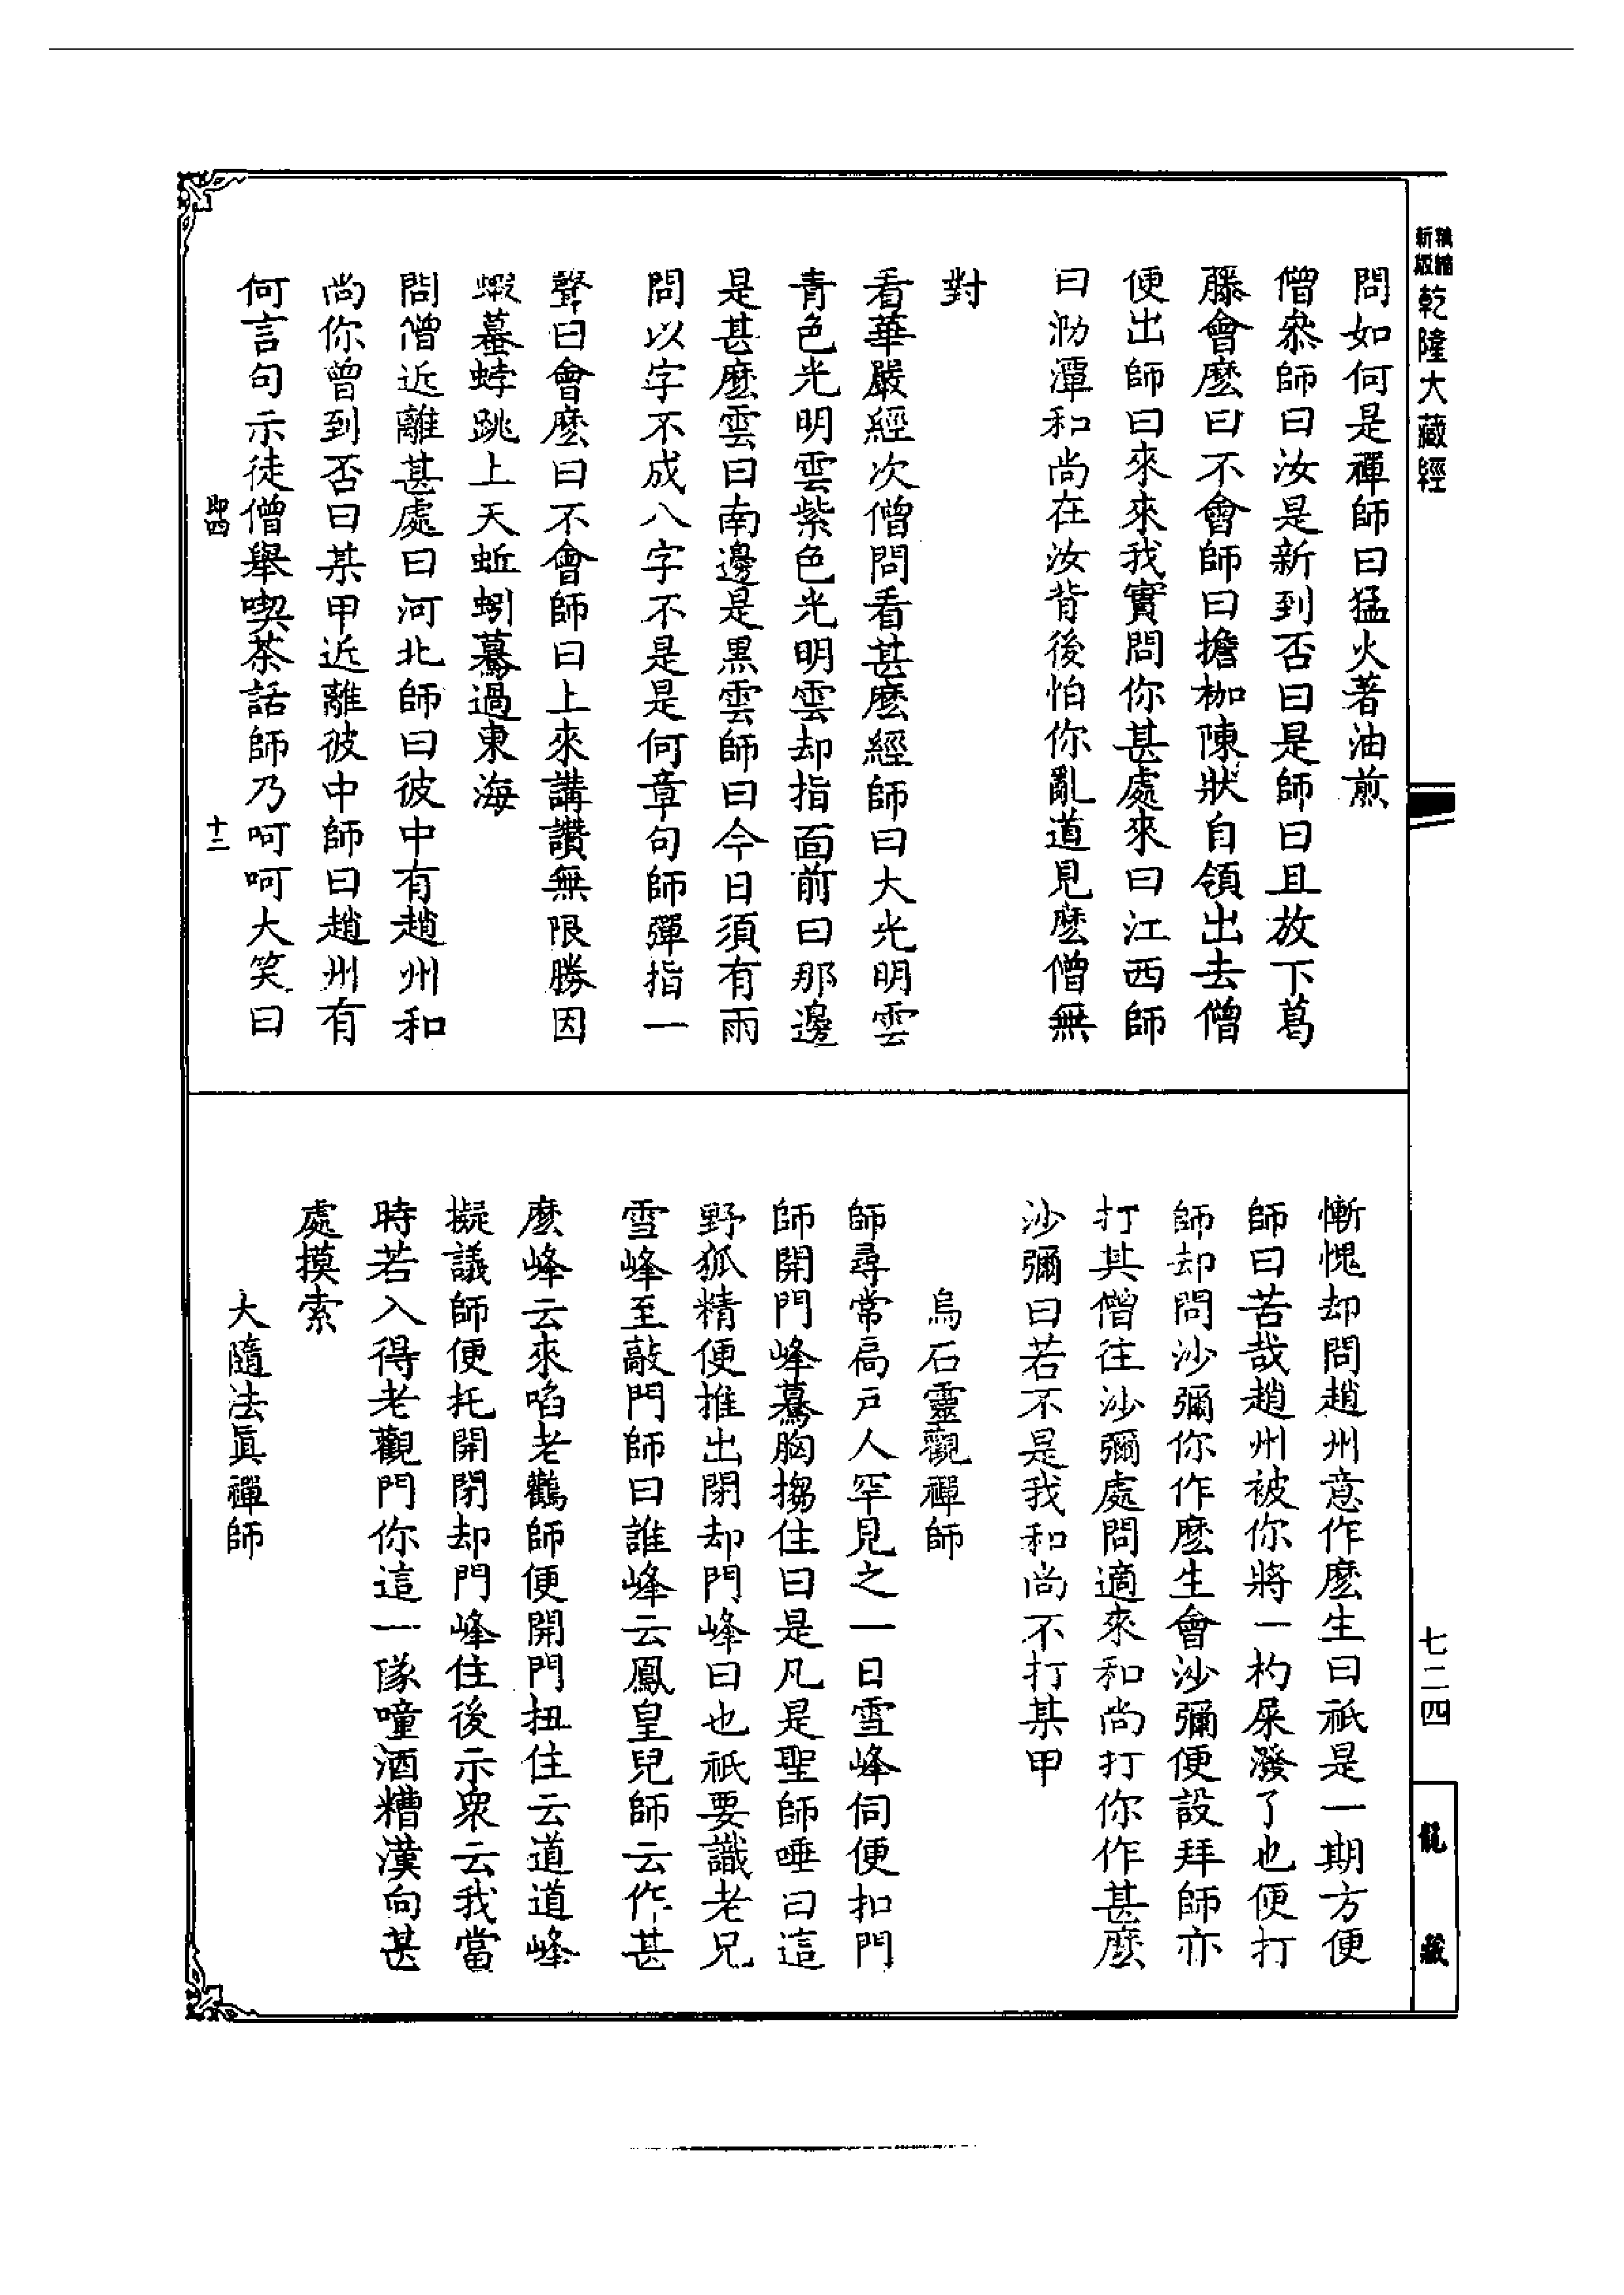 精縮新版乾隆大藏經
問如何是禪師曰猛火著油煎
僧叅師曰汝是新到否曰是師曰且放下葛
藤會麽曰不會師曰擔枷陳狀自領出去僧
便出師曰來來我實問你甚處來曰江西師
曰泐潭和尚在汝背後怕你亂道見麽僧無
對
看華嚴經次僧問看甚麽經師曰大光明雲
青色光明雲紫色光明雲却指面前曰那邊
是甚麽雲曰南邊是黑雲師曰今日須有雨
問以字不成八字不是是何章句師彈指一
聲曰會麽曰不會師曰上來講讚無限勝因
蝦蟇蛑跳上天蚯蚓驀過東海
問僧近離甚處曰河北師曰彼中有趙州和
尚你曾到否曰某甲近離彼中師曰趙州有
何言句示徒僧舉喫茶話師乃呵呵大笑曰
即四
十二
慚愧却問趙州意作麽生曰祇是一期方便
師曰苦哉趙州被你將一杓屎潑了也便打
師却問沙彌你作麽生會沙彌便設拜師亦
打其僧往沙彌處問適來和尚打你作甚麽
沙彌曰若不是我和尚不打某甲
烏石靈觀禪師
師尋常扃戸人罕見之一日雪峰伺便扣門
師開門峰驀胸搊住曰是凡是聖師唾曰這
野狐精便推出閉却門峰曰也祇要識老兄
雪峰至敲門師曰誰峰云鳳皇兒師云作甚
麽峰云來啗老鸛師便開門扭住云道道峰
擬議師便托開閉却門峰住後示衆云我當
時若入得老觀門你這一隊噇酒糟漢向甚
處摸索
大隨法眞禪師
七二四
龍藏